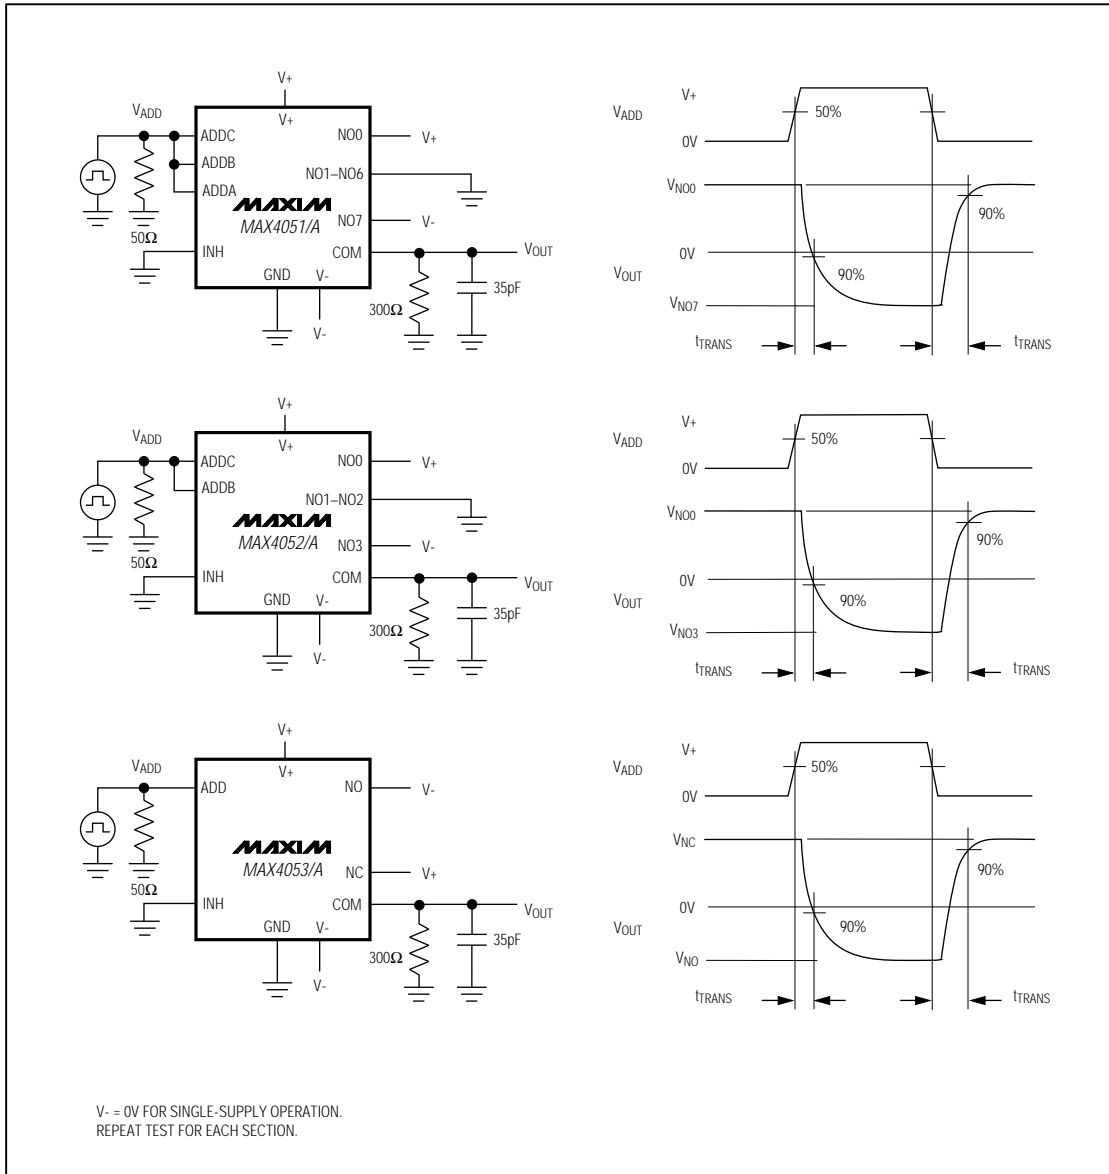 V+
VADD
V+
ADDC
ADDB
ADDA
NO0
V+
NO1–NO6
MAXIM
MAX4051/A
NO7
V-
50Ω
INH
COM
VOUT
GND
V-
300Ω
35pF
V-
V+
VADD
50%
0V
VNO0
90%
0V
VOUT
90%
VNO7
tTRANS
tTRANS
V+
VADD
V+
ADDC
ADDB
NO0
V+
NO1–NO2
MAXIM
MAX4052/A
NO3
V-
50Ω
INH
COM
VOUT
GND
V-
300Ω
35pF
V-
V+
VADD
50%
0V
VNO0
90%
0V
VOUT
90%
VNO3
tTRANS
tTRANS
V+
VADD
V+
ADD
NO
V-
MAXIM
MAX4053/A
NC
V+
50Ω
INH
COM
VOUT
GND
V-
300Ω
35pF
V-
V+
VADD
50%
0V
VNC
90%
0V
VOUT
90%
VNO
tTRANS
tTRANS
V- = 0V FOR SINGLE-SUPPLY OPERATION.
REPEAT TEST FOR EACH SECTION.